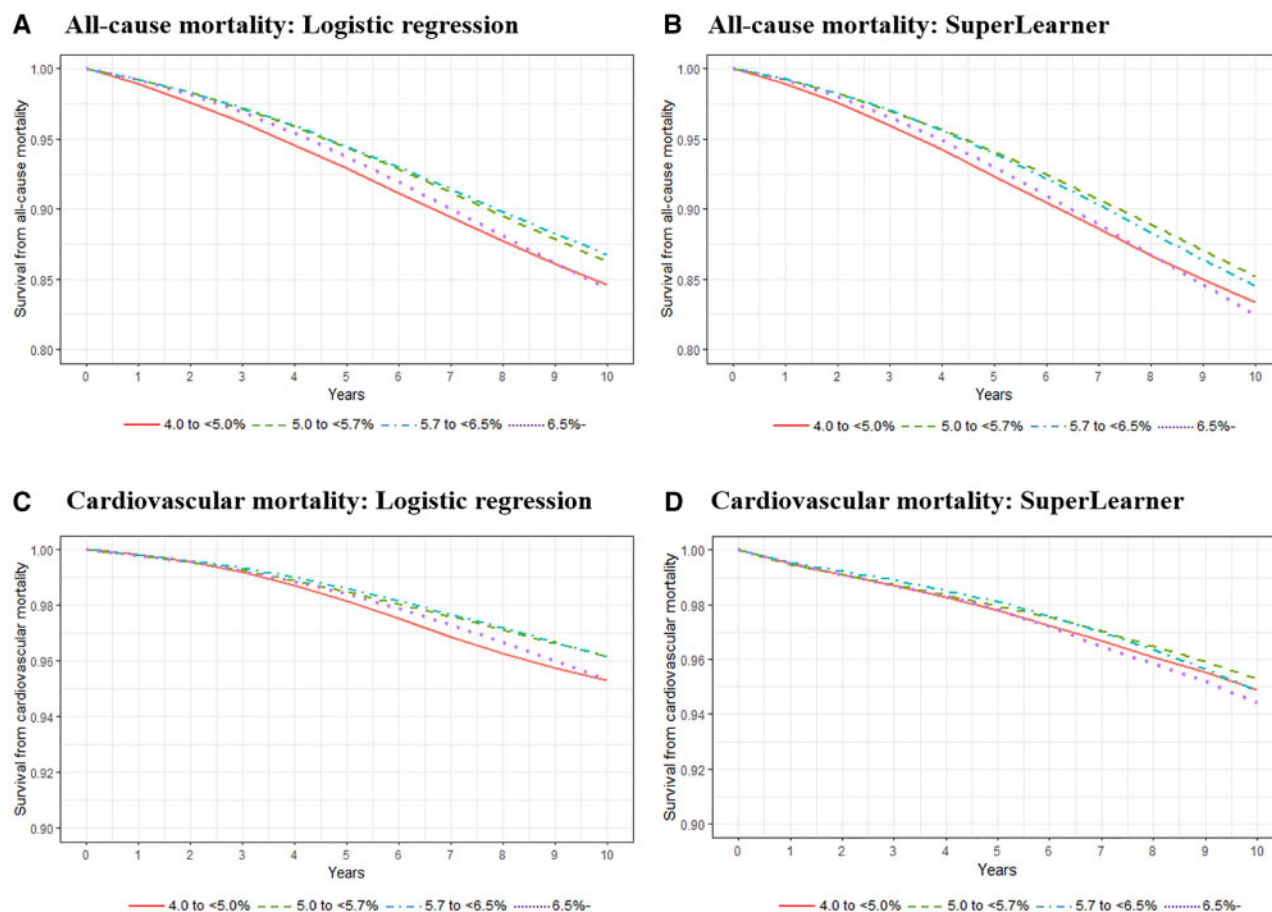 A All-cause mortality: Logistic regression
Survival from all-cause mortality
1.00
0.95
0.90
0.85
0.80
0 1 2 3 4 5 6 7 8 9 10
Years
4.0 to <5.0% 5.0 to <5.7% 5.7 to <6.5% 6.5%-
B All-cause mortality: SuperLearner
Survival from all-cause mortality
1.00
0.95
0.90
0.85
0.80
0 1 2 3 4 5 6 7 8 9 10
Years
4.0 to <5.0% 5.0 to <5.7% 5.7 to <6.5% 6.5%-
C Cardiovascular mortality: Logistic regression
Survival from cardiovascular mortality
1.00
0.98
0.96
0.94
0.92
0.90
0 1 2 3 4 5 6 7 8 9 10
Years
4.0 to <5.0% 5.0 to <5.7% 5.7 to <6.5% 6.5%-
D Cardiovascular mortality: SuperLearner
Survival from cardiovascular mortality
1.00
0.98
0.96
0.94
0.92
0.90
0 1 2 3 4 5 6 7 8 9 10
Years
4.0 to <5.0% 5.0 to <5.7% 5.7 to <6.5% 6.5%-